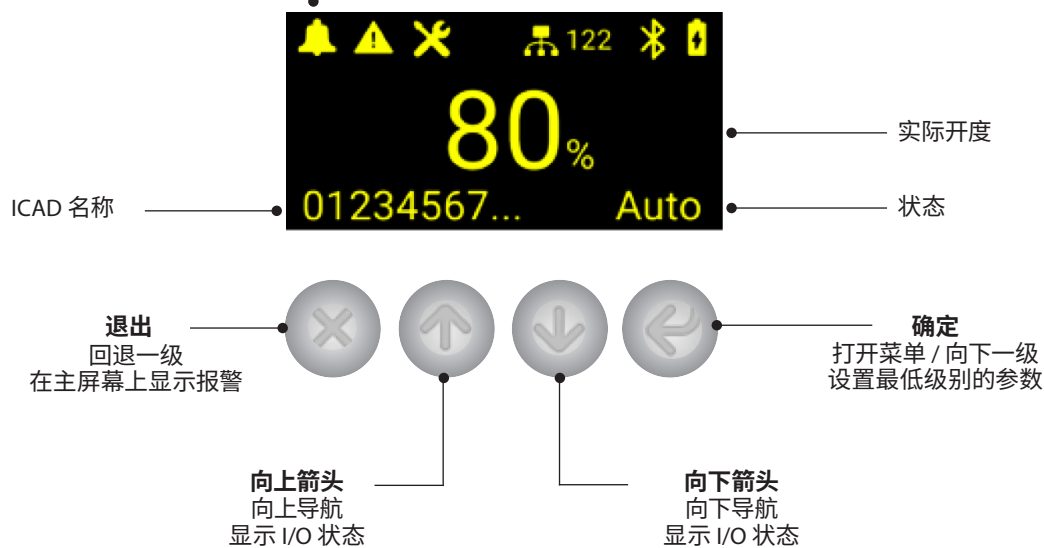 122
80%
实际开度
ICAD 名称
01234567...
Auto
状态
退出
回退一级
在主屏幕上显示报警
确定
打开菜单 / 向下一级
设置最低级别的参数
向上箭头
向上导航
显示 I/O 状态
向下箭头
向下导航
显示 I/O 状态